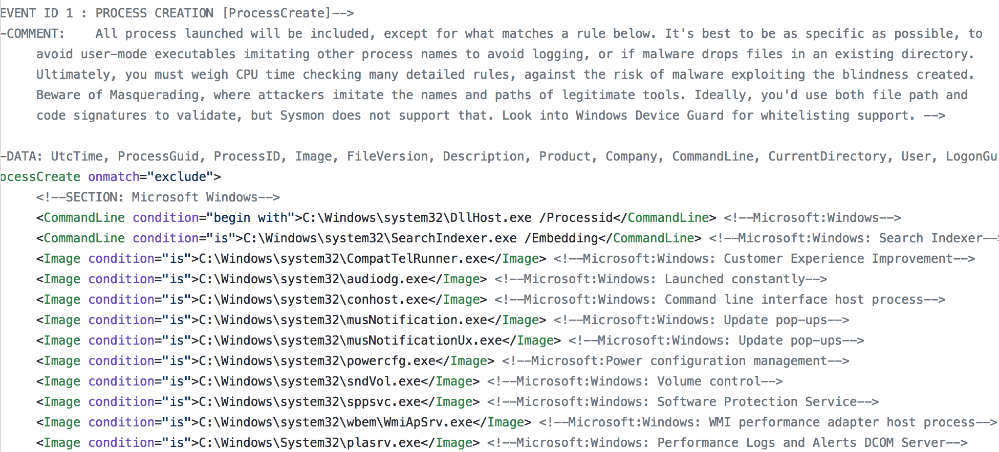 EVENT ID 1 : PROCESS CREATION [ProcessCreate]-->
-COMMENT:    All process launched will be included, except for what matches a rule below. It's best to be as specific as possible, to
avoid user-mode executables imitating other process names to avoid logging, or if malware drops files in an existing directory.
Ultimately, you must weigh CPU time checking many detailed rules, against the risk of malware exploiting the blindness created.
Beware of Masquerading, where attackers imitate the names and paths of legitimate tools. Ideally, you'd use both file path and
code signatures to validate, but Sysmon does not support that. Look into Windows Device Guard for whitelisting support. -->
-DATA: UtcTime, ProcessGuid, ProcessID, Image, FileVersion, Description, Product, Company, CommandLine, CurrentDirectory, User, LogonGu
ocessCreate onmatch="exclude">
<!--SECTION: Microsoft Windows-->
<CommandLine condition="begin with">C:\Windows\system32\DllHost.exe /Processid</CommandLine> <!--Microsoft:Windows-->
<CommandLine condition="is">C:\Windows\system32\SearchIndexer.exe /Embedding</CommandLine> <!--Microsoft:Windows: Search Indexer-->
<Image condition="is">C:\Windows\system32\CompatTelRunner.exe</Image> <!--Microsoft:Windows: Customer Experience Improvement-->
<Image condition="is">C:\Windows\system32\audiodg.exe</Image> <!--Microsoft:Windows: Launched constantly-->
<Image condition="is">C:\Windows\system32\conhost.exe</Image> <!--Microsoft:Windows: Command line interface host process-->
<Image condition="is">C:\Windows\system32\musNotification.exe</Image> <!--Microsoft:Windows: Update pop-ups-->
<Image condition="is">C:\Windows\system32\musNotificationUx.exe</Image> <!--Microsoft:Windows: Update pop-ups-->
<Image condition="is">C:\Windows\system32\powercfg.exe</Image> <!--Microsoft:Power configuration management-->
<Image condition="is">C:\Windows\system32\sndVol.exe</Image> <!--Microsoft:Windows: Volume control-->
<Image condition="is">C:\Windows\system32\sppsvc.exe</Image> <!--Microsoft:Windows: Software Protection Service-->
<Image condition="is">C:\Windows\system32\wbem\WmiApSrv.exe</Image> <!--Microsoft:Windows: WMI performance adapter host process-->
<Image condition="is">C:\Windows\System32\plasrv.exe</Image> <!--Microsoft:Windows: Performance Logs and Alerts DCOM Server-->